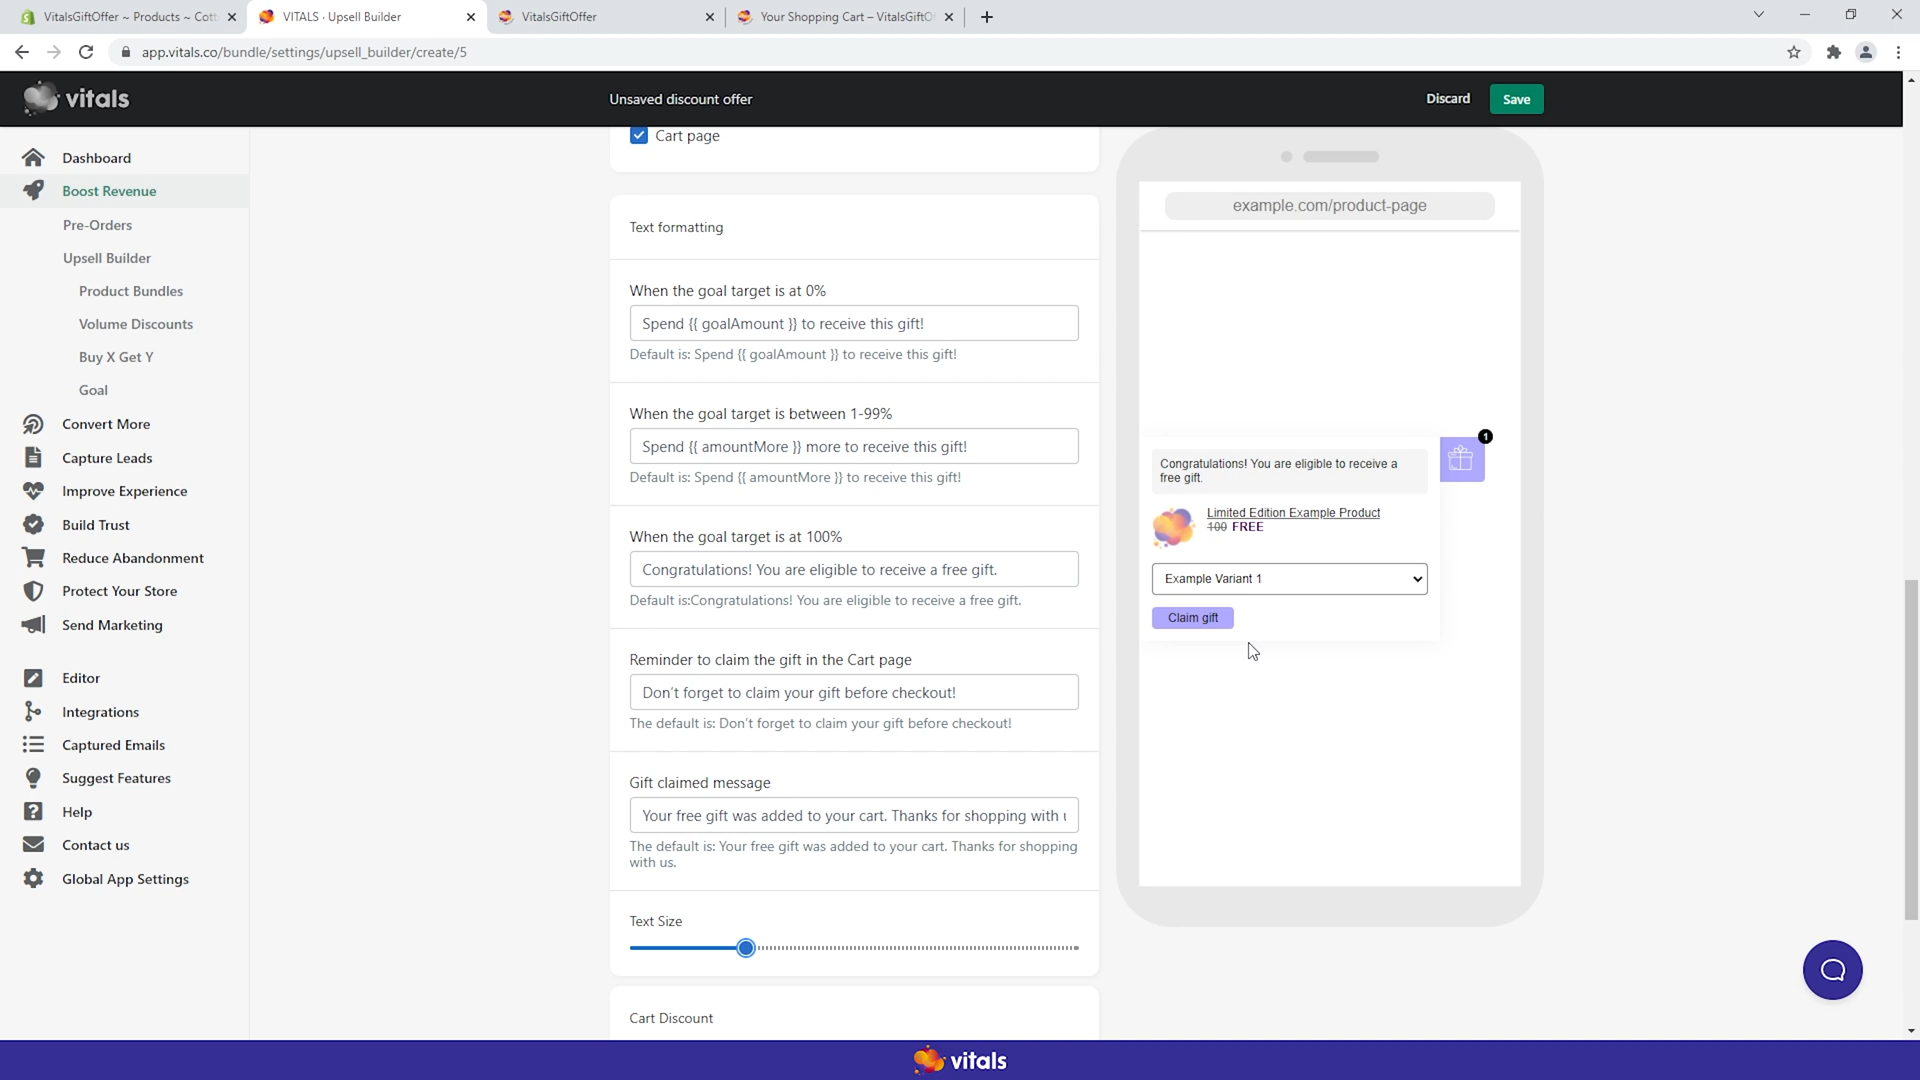 VitalsGiftOffer ~ Products ~ Cott
VITALS · Upsell Builder
VitalsGiftOffer
Your Shopping Cart – VitalsGiftO
app.vitals.co/bundle/settings/upsell_builder/create/5
vitals
Unsaved discount offer
Discard
Save
Dashboard
Boost Revenue
Pre-Orders
Upsell Builder
Product Bundles
Volume Discounts
Buy X Get Y
Goal
Convert More
Capture Leads
Improve Experience
Build Trust
Reduce Abandonment
Protect Your Store
Send Marketing
Editor
Integrations
Captured Emails
Suggest Features
Help
Contact us
Global App Settings
Cart page
Text formatting
When the goal target is at 0%
Spend {{ goalAmount }} to receive this gift!
Default is: Spend {{ goalAmount }} to receive this gift!
When the goal target is between 1-99%
Spend {{ amountMore }} more to receive this gift!
Default is: Spend {{ amountMore }} to receive this gift!
When the goal target is at 100%
Congratulations! You are eligible to receive a free gift.
Default is:Congratulations! You are eligible to receive a free gift.
Reminder to claim the gift in the Cart page
Don't forget to claim your gift before checkout!
The default is: Don't forget to claim your gift before checkout!
Gift claimed message
Your free gift was added to your cart. Thanks for shopping with
The default is: Your free gift was added to your cart. Thanks for shopping
with us.
Text Size
Cart Discount
example.com/product-page
1
Congratulations! You are eligible to receive a
free gift.
Limited Edition Example Product
100 FREE
Example Variant 1
Claim gift
vitals